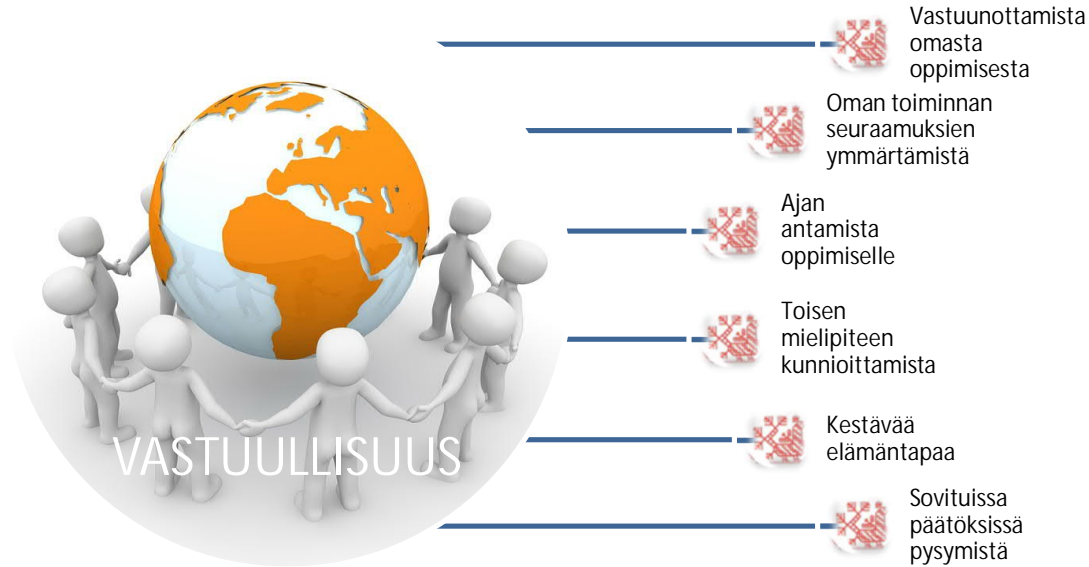 Vastuunottamista
omasta
oppimisesta
Oman toiminnan
seuraamuksien
ymmärtämistä
Ajan
antamista
oppimiselle
Toisen
mielipiteen
kunnioittamista
Kestävää
elämäntapaa
Sovituissa
päätöksissä
pysymistä
VASTUULLISUUS